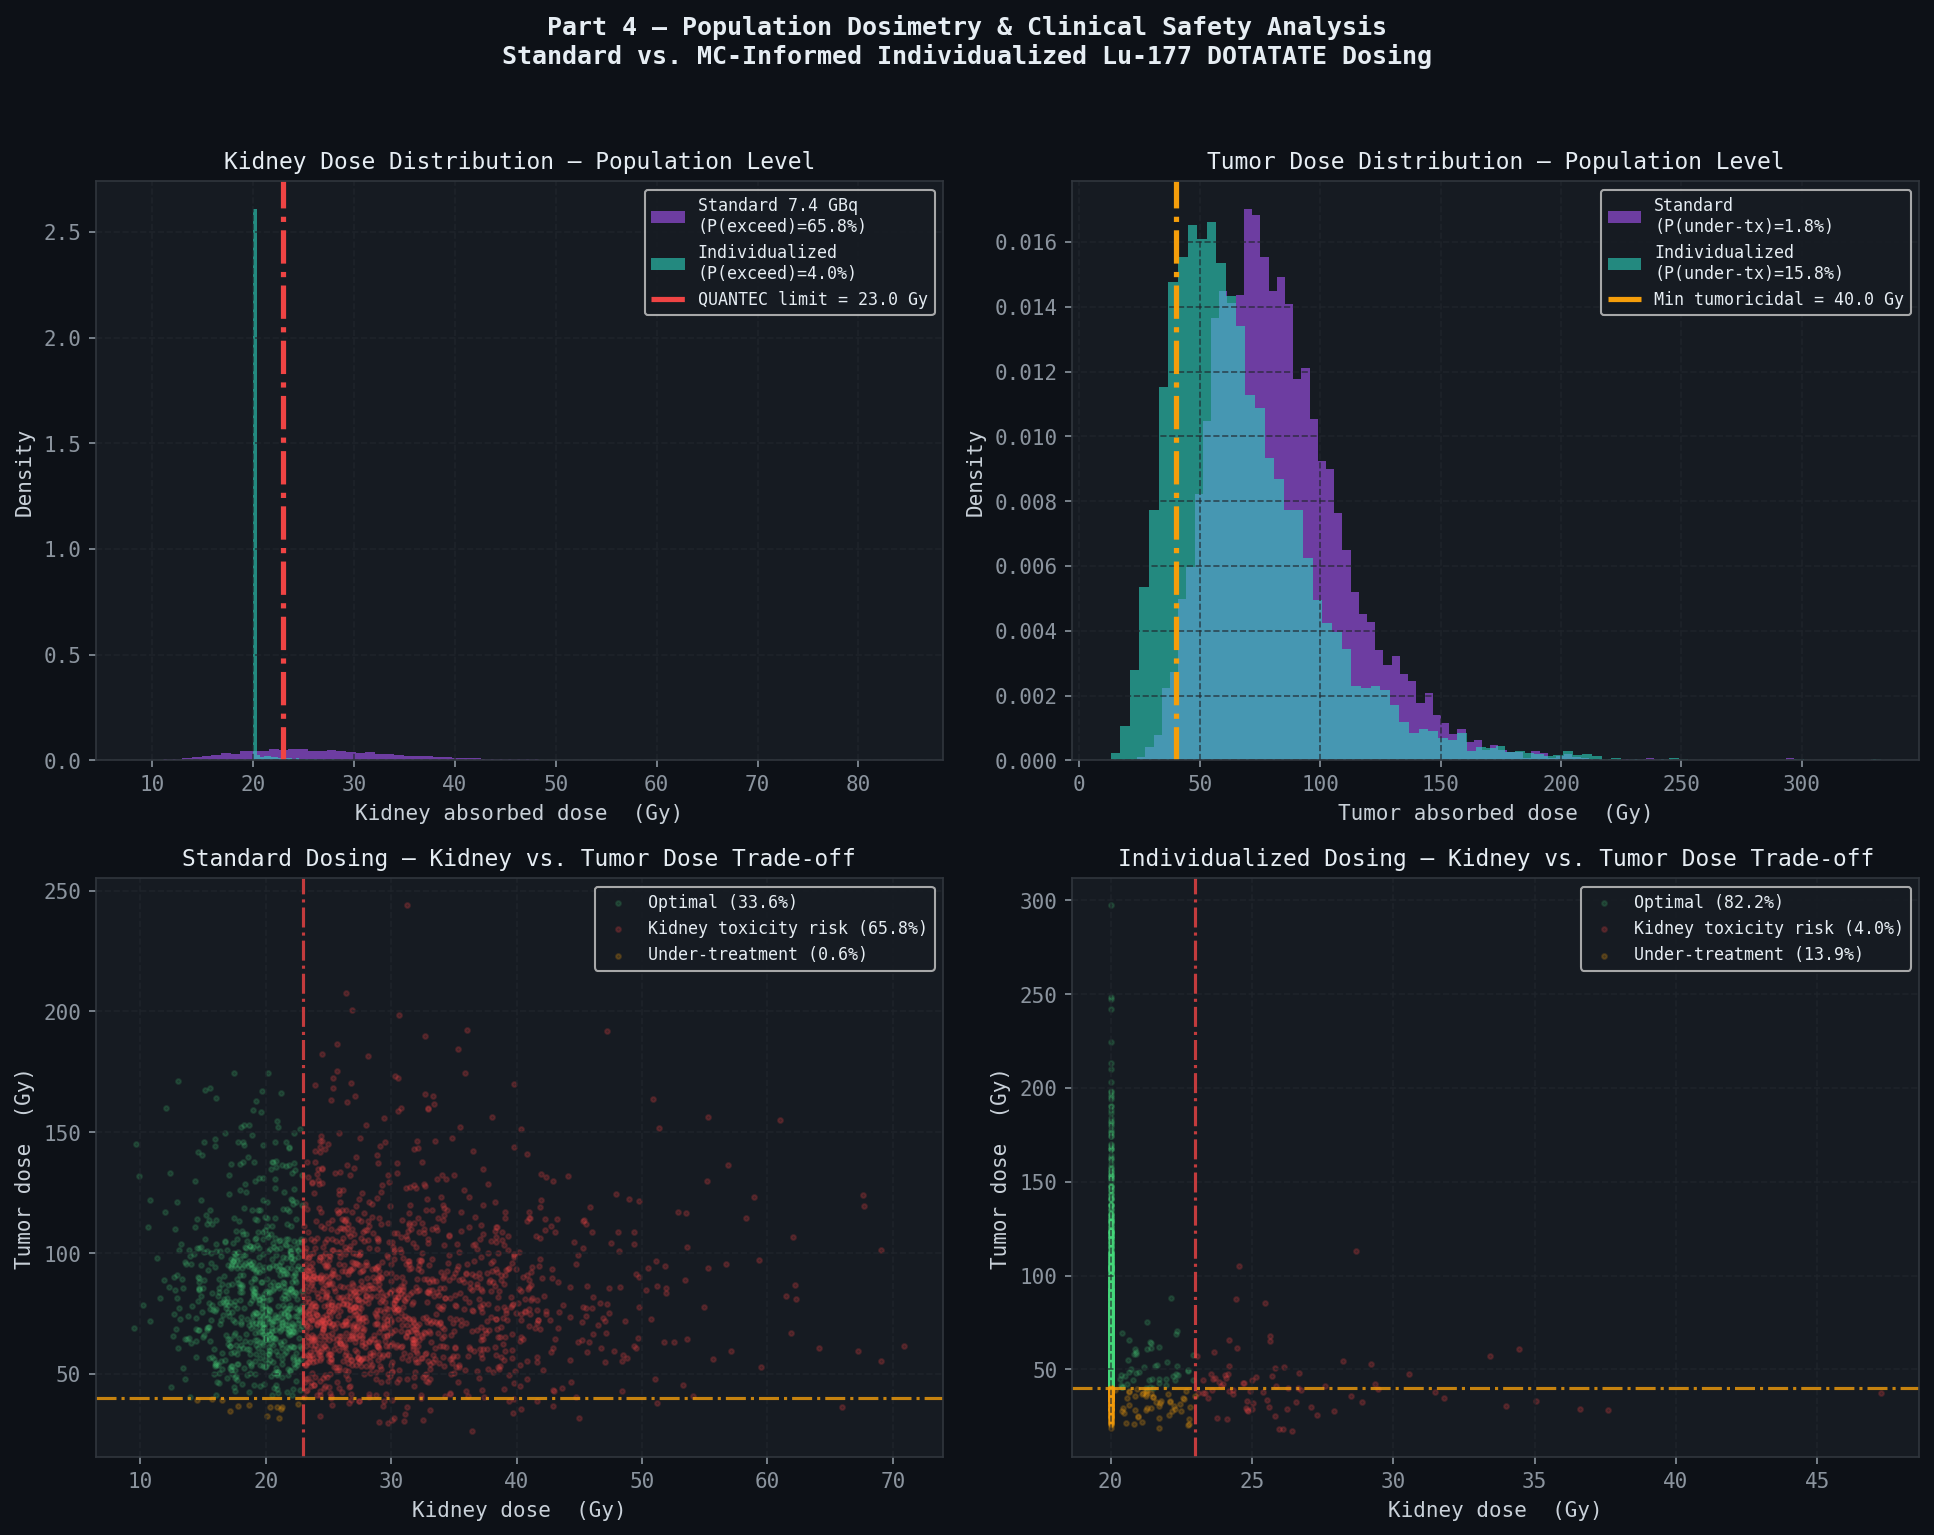 Part 4 — Population Dosimetry & Clinical Safety Analysis
Standard vs. MC-Informed Individualized Lu-177 DOTATATE Dosing
Kidney Dose Distribution — Population Level
Standard 7.4 GBq
(P(exceed)=65.8%)
Individualized
(P(exceed)=4.0%)
QUANTEC limit = 23.0 Gy
Density
2.5
2.0
1.5
1.0
0.5
0.0
10 20 30 40 50 60 70 80
Kidney absorbed dose (Gy)
Tumor Dose Distribution — Population Level
Standard
(P(under-tx)=1.8%)
Individualized
(P(under-tx)=15.8%)
Min tumoricidal = 40.0 Gy
Density
0.016
0.014
0.012
0.010
0.008
0.006
0.004
0.002
0.000
0 50 100 150 200 250 300
Tumor absorbed dose (Gy)
Standard Dosing — Kidney vs. Tumor Dose Trade-off
Optimal (33.6%)
Kidney toxicity risk (65.8%)
Under-treatment (0.6%)
Tumor dose (Gy)
250
200
150
100
50
10 20 30 40 50 60 70
Kidney dose (Gy)
Individualized Dosing — Kidney vs. Tumor Dose Trade-off
Optimal (82.2%)
Kidney toxicity risk (4.0%)
Under-treatment (13.9%)
Tumor dose (Gy)
300
250
200
150
100
50
20 25 30 35 40 45
Kidney dose (Gy)